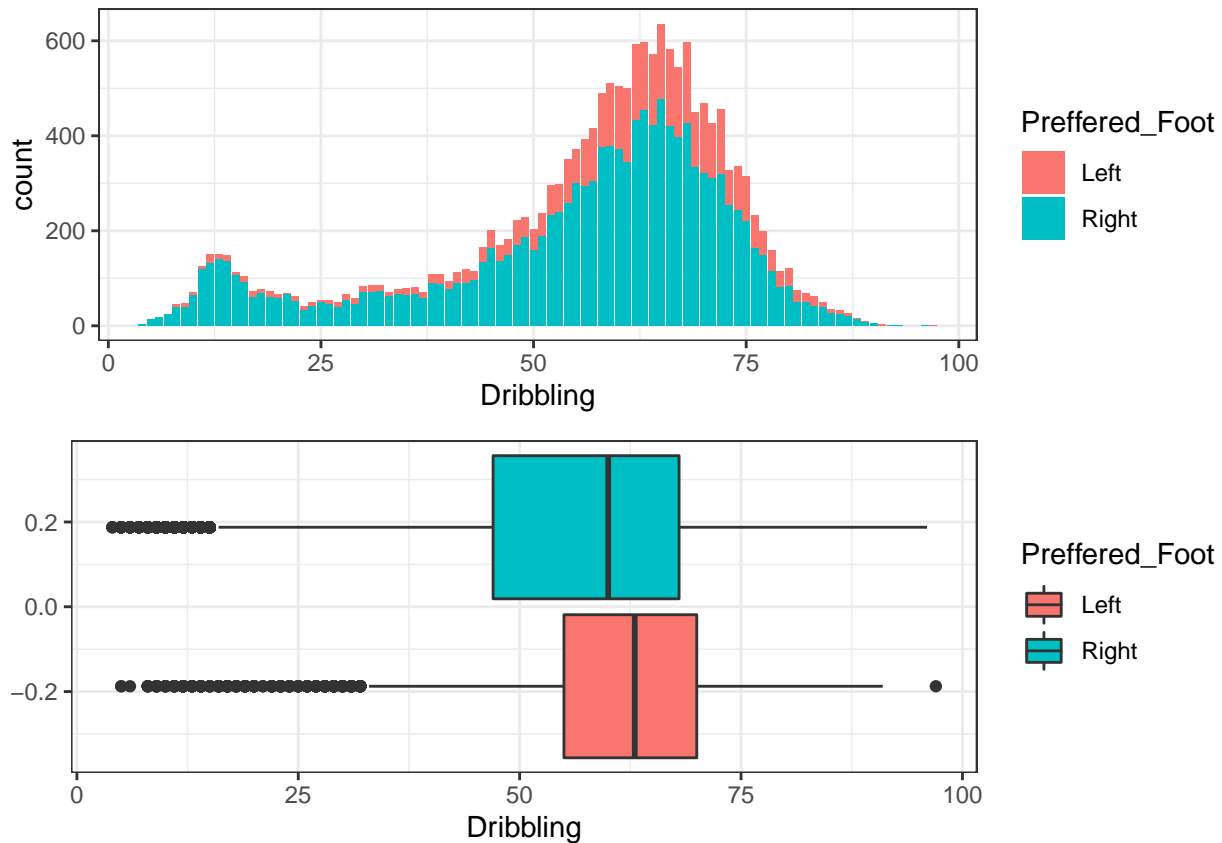 600
400
200
0
count
0 25 50 75 100
Dribbling
Preffered_Foot
Left
Right
0.2
0.0
−0.2
0 25 50 75 100
Dribbling
Preffered_Foot
Left
Right